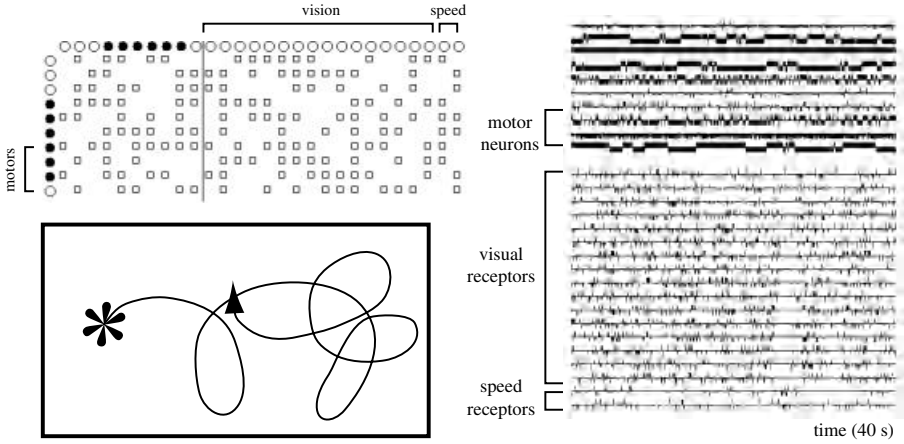 vision
speed
motors
motor
neurons
visual
receptors
speed
receptors
time (40 s)